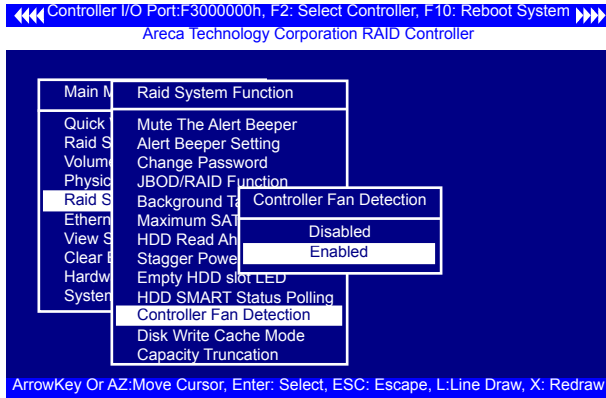 Controller I/O Port:F3000000h, F2: Select Controller, F10: Reboot System
Areca Technology Corporation RAID Controller
Main M
Quick
Raid S
Volume
Physic
Raid S
Ethern
View S
Clear E
Hardw
System
Raid System Function
Mute The Alert Beeper
Alert Beeper Setting
Change Password
JBOD/RAID Function
Background Ta
Maximum SAT
HDD Read Ah
Stagger Powe
Empty HDD slot LED
HDD SMART Status Polling
Controller Fan Detection
Disk Write Cache Mode
Capacity Truncation
Controller Fan Detection
Disabled
Enabled
ArrowKey Or AZ:Move Cursor, Enter: Select, ESC: Escape, L:Line Draw, X: Redraw